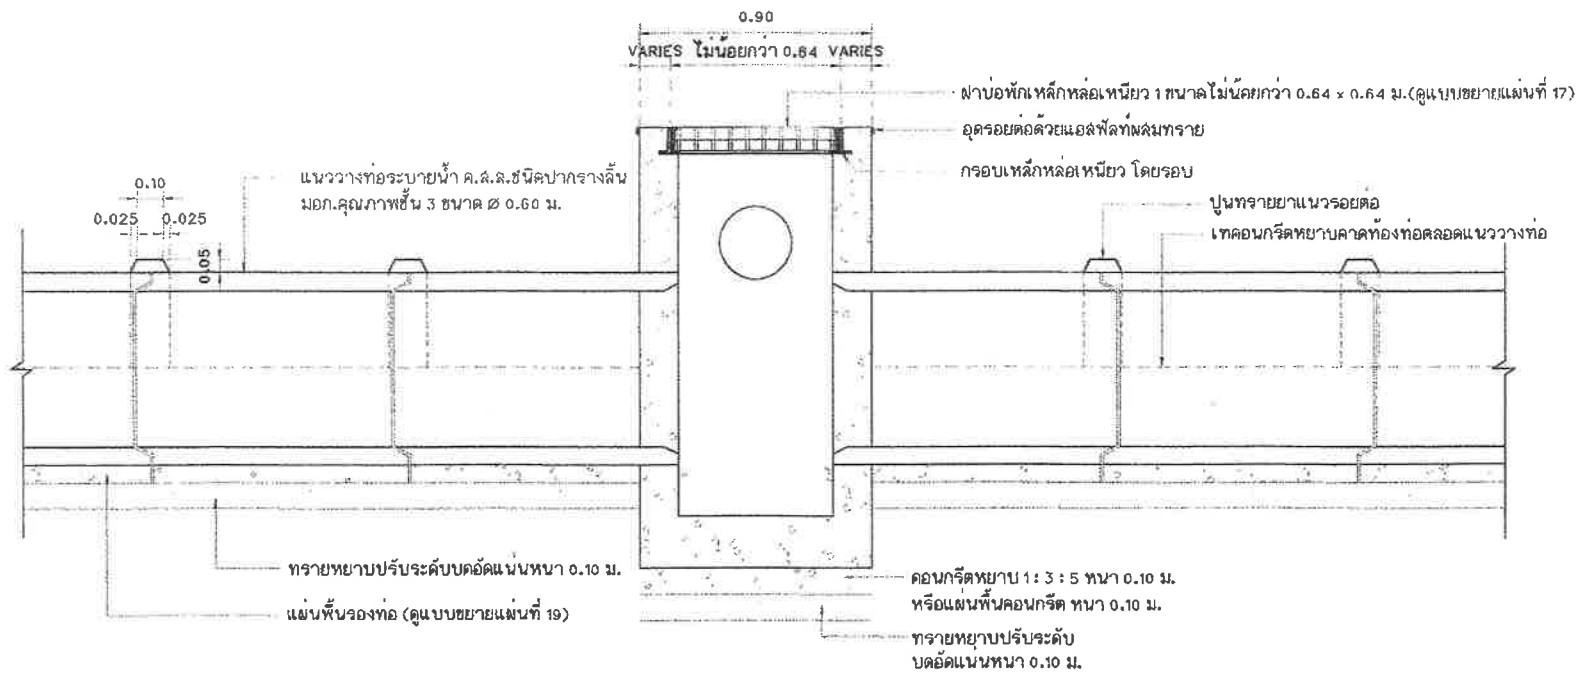 0.90
VARIES ไม่น้อยกว่า 0.64 VARIES
ฝาบ่อพักเหล็กหล่อเหนียว 1 ขนาดไม่น้อยกว่า 0.64 x 0.64 ม.(ดูแบบขยายแผ่นที่ 17)
อุดรอยต่อด้วยแอสฟัลท์ผสมทราย
กรอบเหล็กหล่อเหนียว โดยรอบ
แนววางท่อระบายน้ำ ค.ส.ล.ชนิดปากรางลิ้น
มอก.คุณภาพชั้น 3 ขนาด Ø 0.60 ม.
0.10
0.025 0.025
0.05
ปูนทรายยาแนวรอยต่อ
เทคอนกรีตหยาบคาดท้องท่อตลอดแนววางท่อ
ทรายหยาบปรับระดับบดอัดแน่นหนา 0.10 ม.
แผ่นพื้นรองท่อ (ดูแบบขยายแผ่นที่ 19)
คอนกรีตหยาบ 1: 3 : 5 หนา 0.10 ม.
หรือแผ่นพื้นคอนกรีต หนา 0.10 ม.
ทรายหยาบปรับระดับ
บดอัดแน่นหนา 0.10 ม.